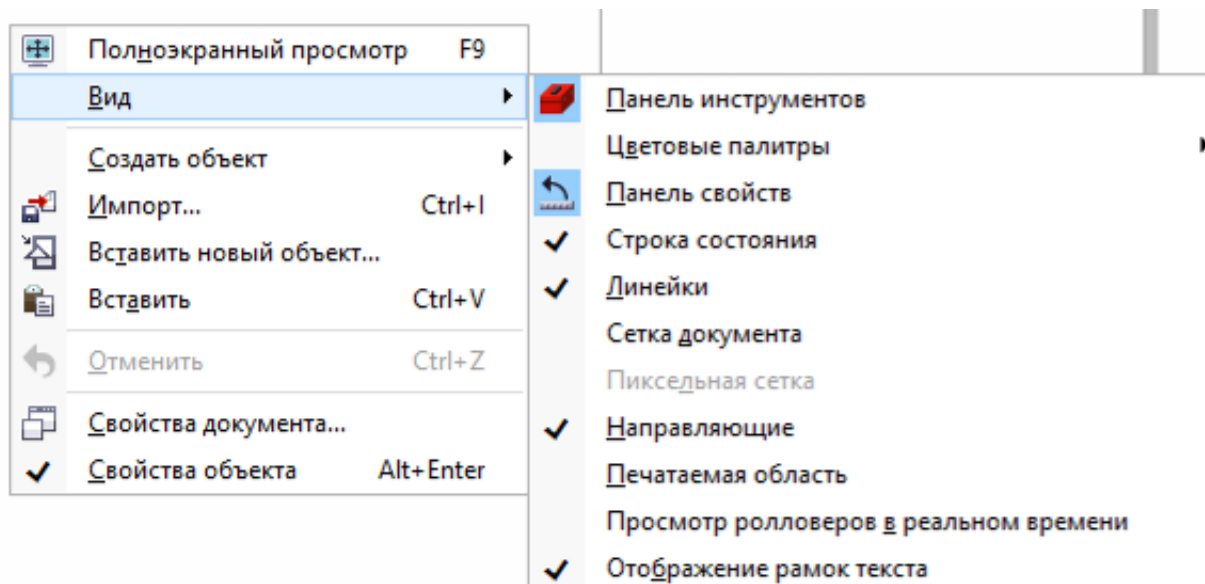 Полноэкранный просмотр F9
Вид
Создать объект
Импорт... Ctrl+I
Вставить новый объект...
Вставить Ctrl+V
Отменить Ctrl+Z
Свойства документа...
Свойства объекта Alt+Enter
Панель инструментов
Цветовые палитры
Панель свойств
Строка состояния
Линейки
Сетка документа
Пиксельная сетка
Направляющие
Печатаемая область
Просмотр ролловеров в реальном времени
Отображение рамок текста